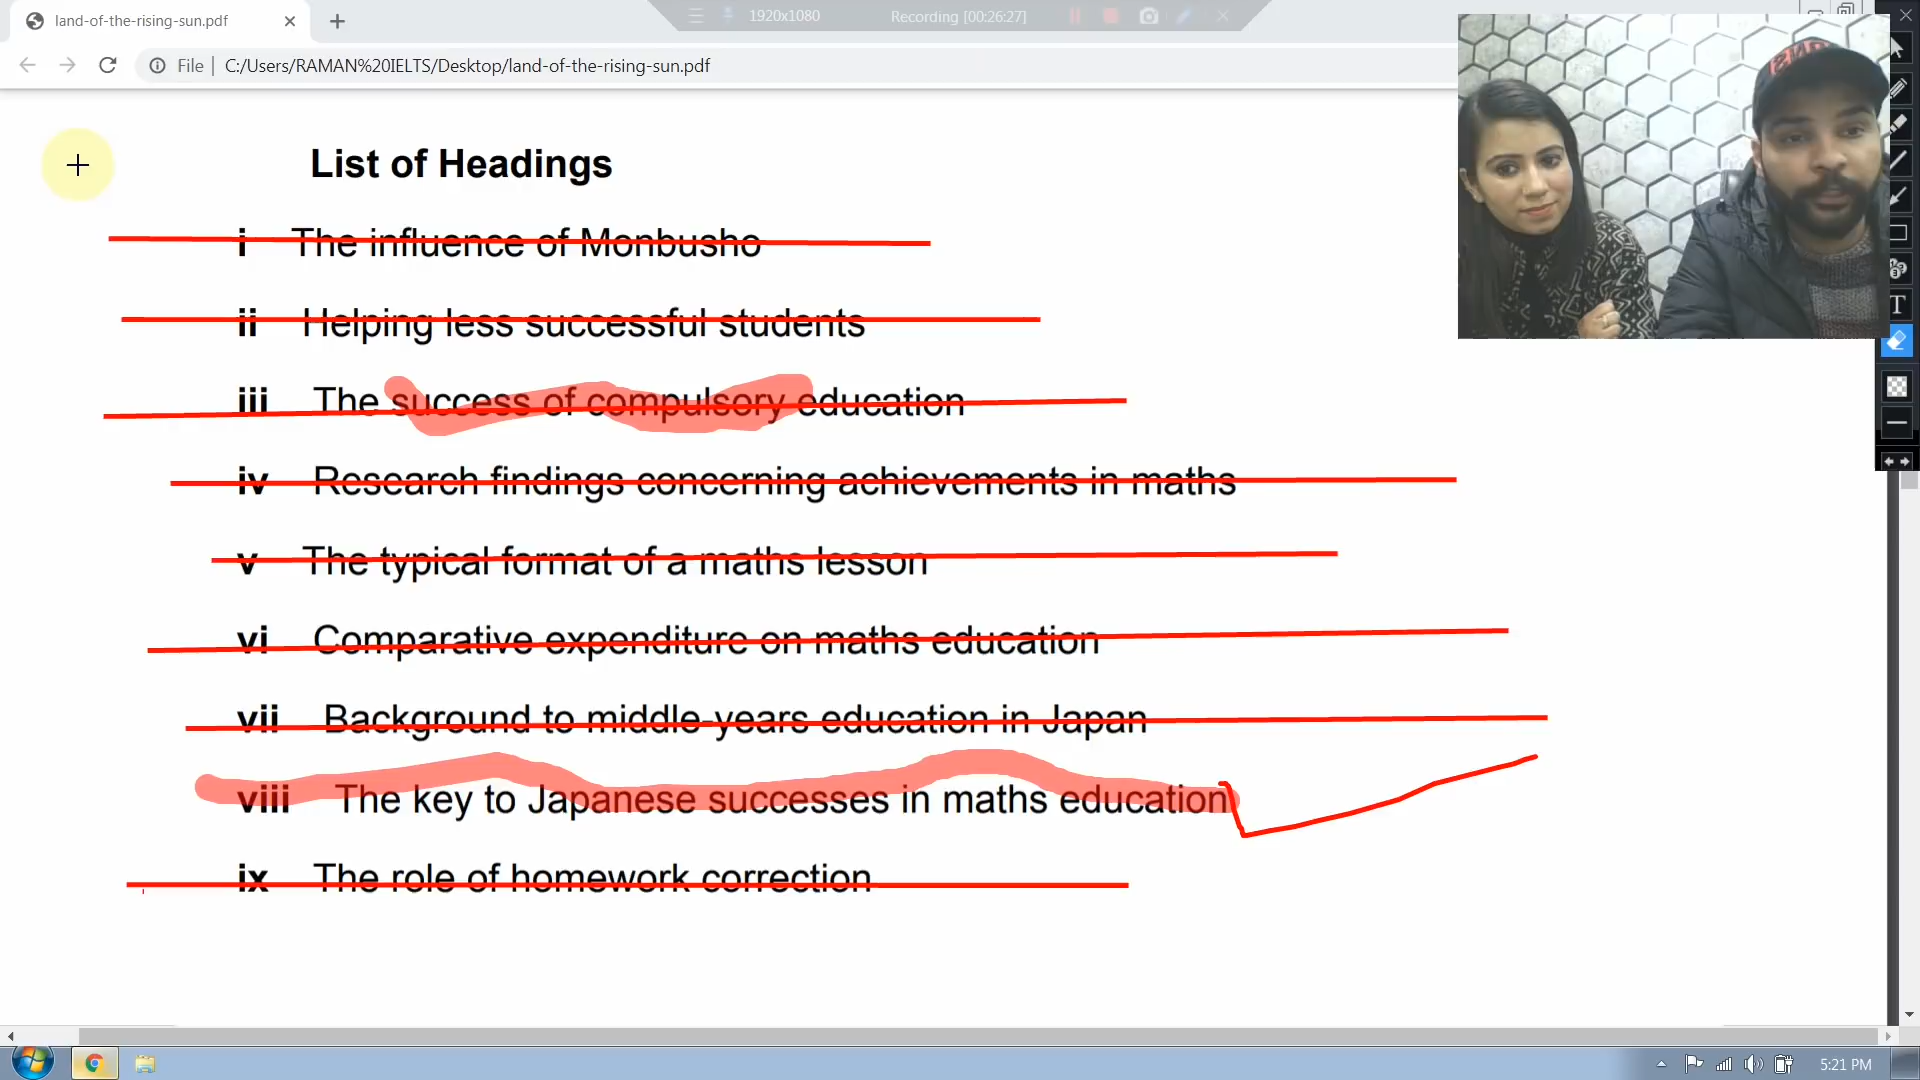 land-of-the-rising-sun.pdf
1920x1080 Recording [00:26:27]
File C:/Users/RAMAN%20IELTS/Desktop/land-of-the-rising-sun.pdf
List of Headings
i The influence of Monbusho
ii Helping less successful students
iii The success of compulsory education
iv Research findings concerning achievements in maths
v The typical format of a maths lesson
vi Comparative expenditure on maths education
vii Background to middle-years education in Japan
viii The key to Japanese successes in maths education
ix The role of homework correction
T
5:21 PM